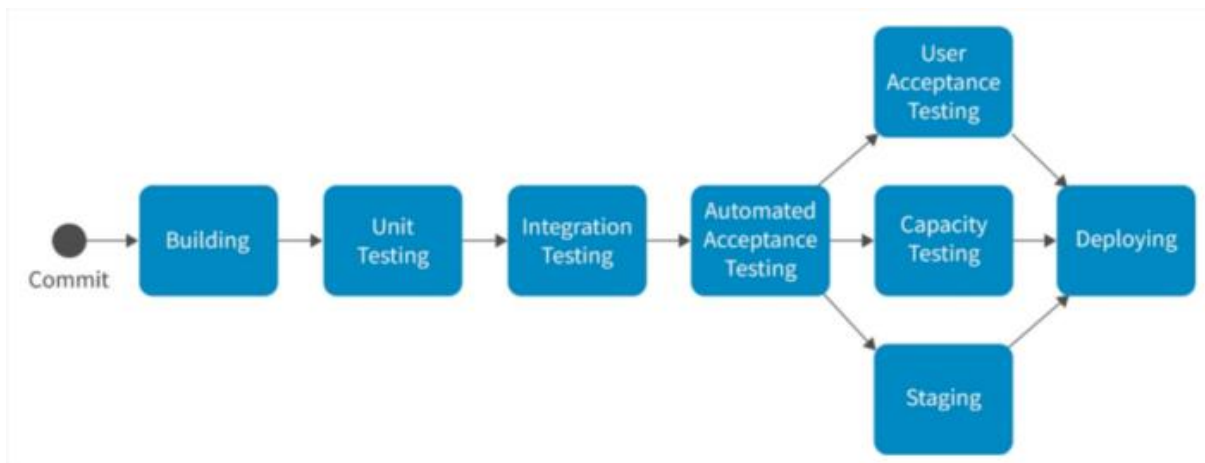 Commit
Building
Unit
Testing
Integration
Testing
Automated
Acceptance
Testing
User
Acceptance
Testing
Capacity
Testing
Staging
Deploying